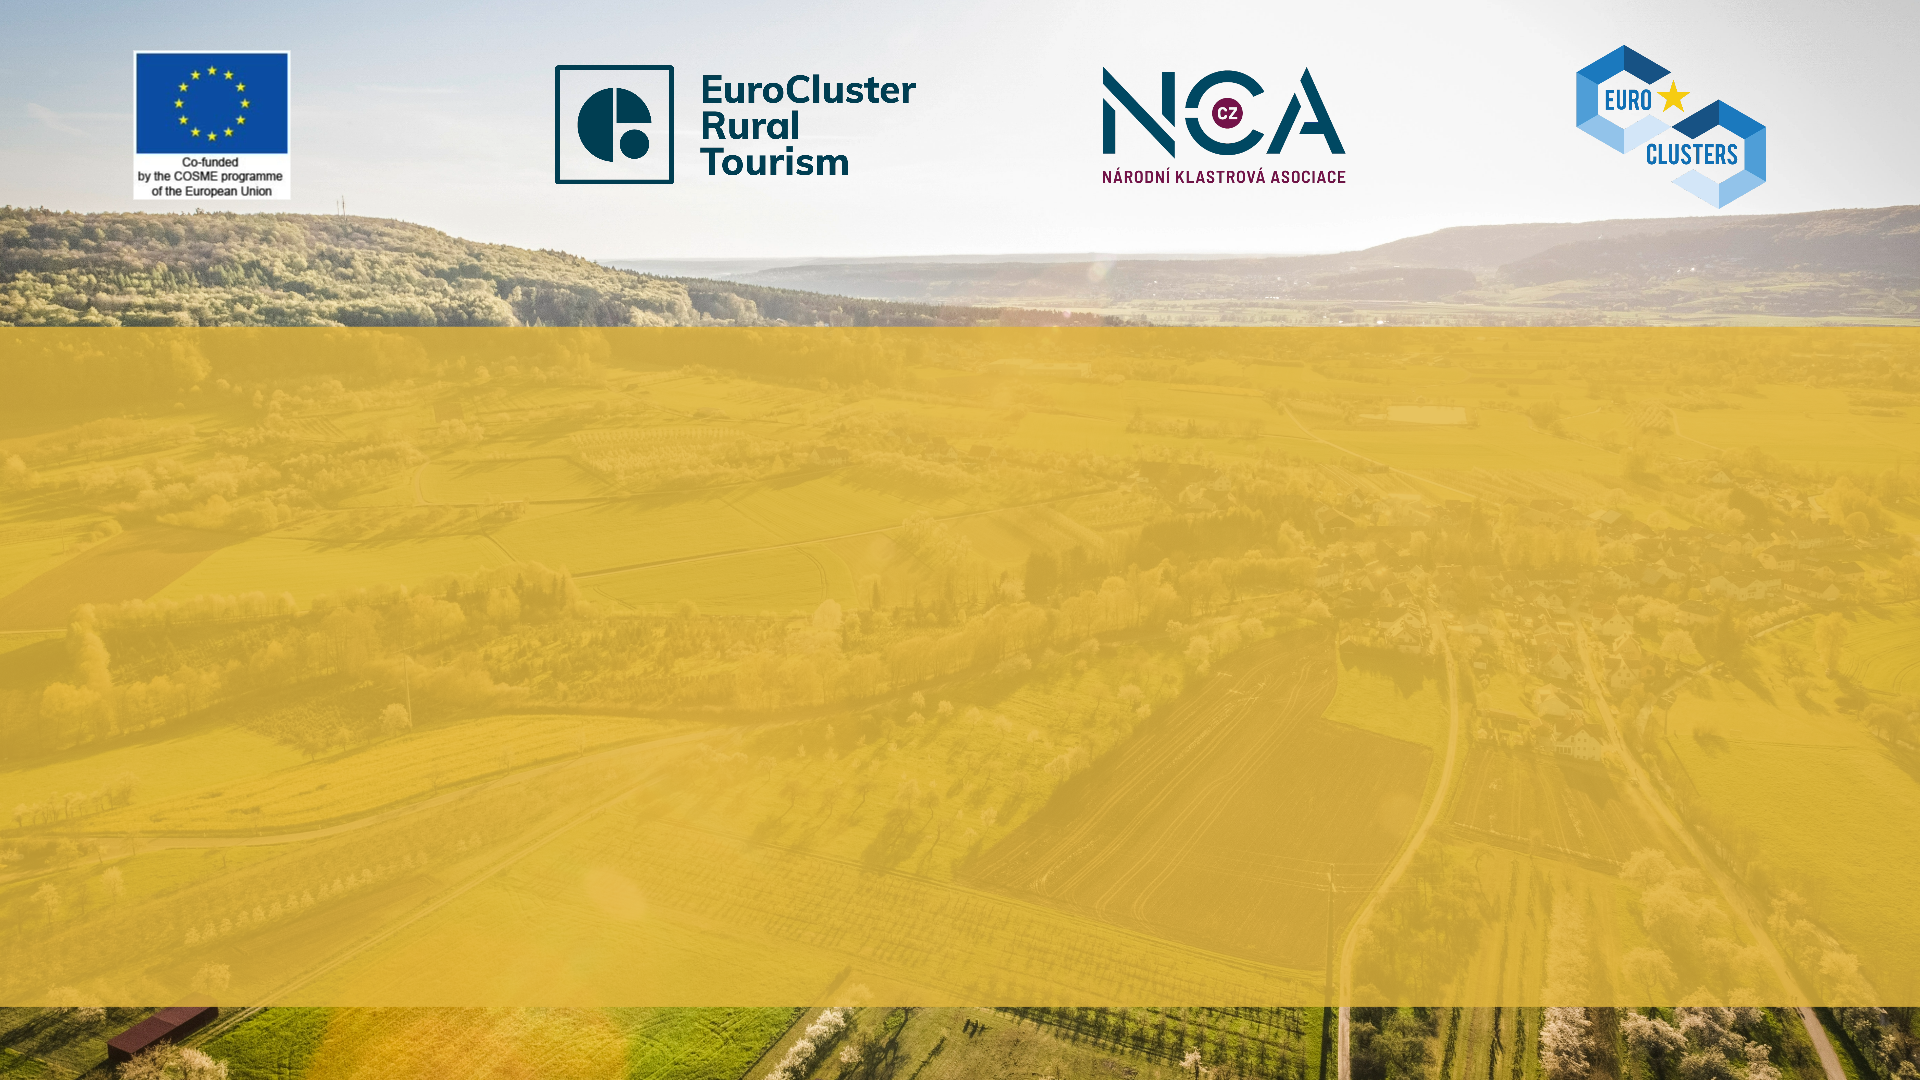 Co-funded
by the COSME programme
of the European Union
EuroCluster
Rural
Tourism
NCA
CZ
NÁRODNÍ KLASTROVÁ ASOCIACE
EURO
CLUSTERS